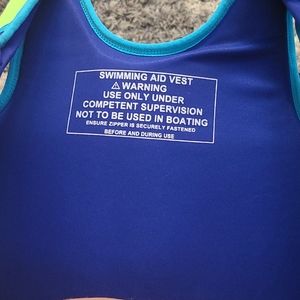 SWIMMING AID VEST
⚠ WARNING
USE ONLY UNDER
COMPETENT SUPERVISION
NOT TO BE USED IN BOATING
ENSURE ZIPPER IS SECURELY FASTENED
BEFORE AND DURING USE